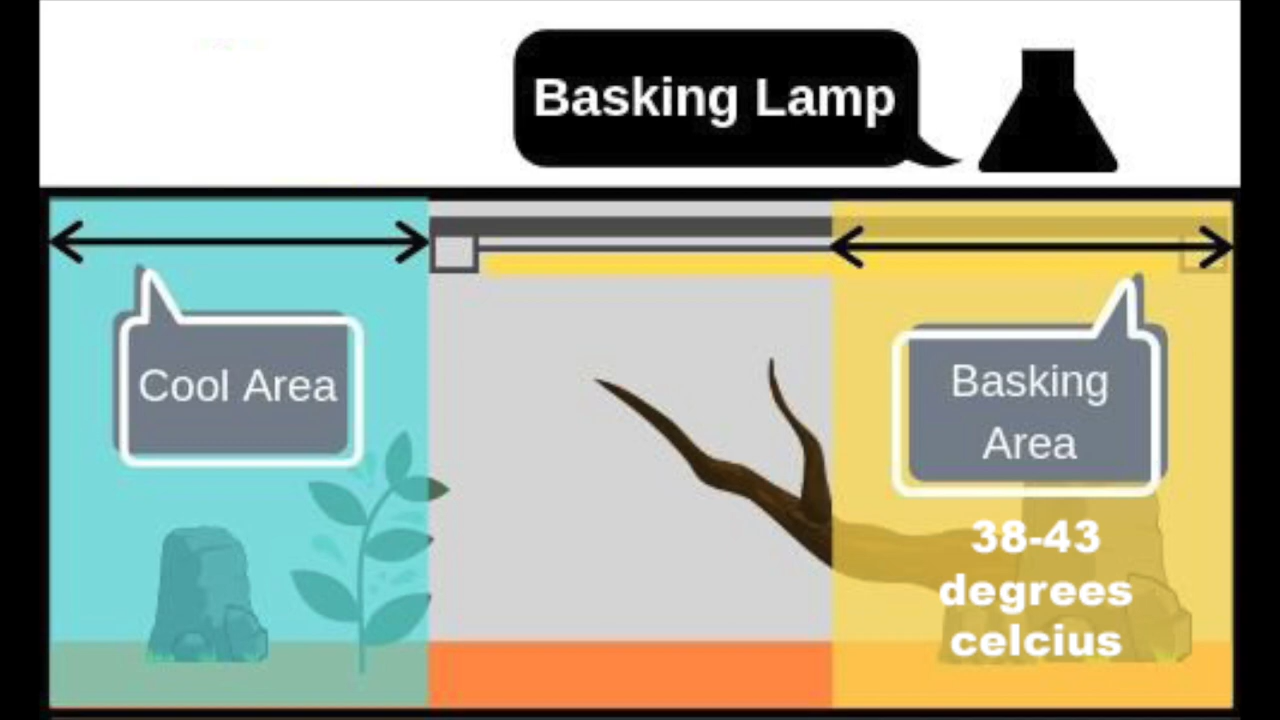 Basking Lamp
Cool Area
Basking
Area
38-43
degrees
celcius